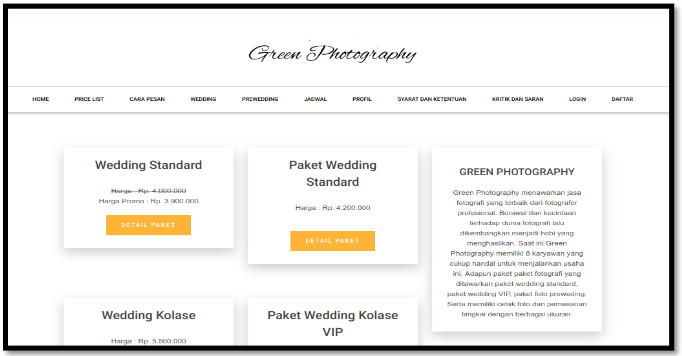 Green Photography
HOME PRICE LIST CARA PESAN WEDDING PREWEDDING JADWAL PROFIL SYARAT DAN KETENTUAN KRITIK DAN SARAN LOGIN DAFTAR
Wedding Standard
Harga : Rp. 4.000.000
Harga Promo : Rp. 3.900.000
DETAIL PAKET
Paket Wedding
Standard
Harga : Rp. 4.200.000
DETAIL PAKET
GREEN PHOTOGRAPHY
Green Photography menawarkan jasa
fotografi yang terbaik dari fotografer
profesional. Berawal dari kecintaan
terhadap dunia fotografi lalu
dikembangkan menjadi hobi yang
menghasilkan. Saat ini Green
Photography memiliki 8 karyawan yang
cukup handal untuk menjalankan usaha
ini. Adapun paket paket fotografi yang
ditawarkan paket wedding standard,
paket wedding VIP, paket foto prewedding.
Serta memiliki cetak foto dan pemesanan
bingkai dengan berbagai ukuran.
Wedding Kolase
Harga : Rp. 5.500.000
Paket Wedding Kolase
VIP